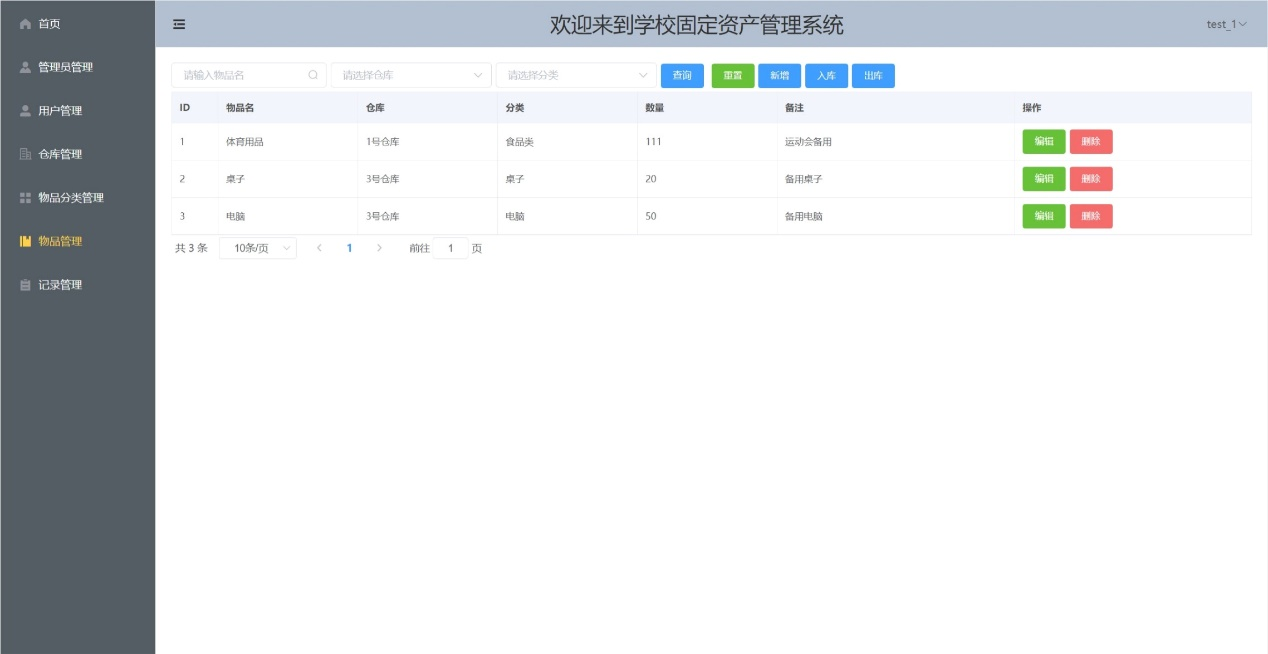 首页
管理员管理
用户管理
仓库管理
物品分类管理
物品管理
记录管理
欢迎来到学校固定资产管理系统
test_1
请输入物品名 请选择仓库 请选择分类 查询 重置 新增 入库 出库
ID 物品名 仓库 分类 数量 备注 操作
1 体育用品 1号仓库 食品类 111 运动会备用 编辑 删除
2 桌子 3号仓库 桌子 20 备用桌子 编辑 删除
3 电脑 3号仓库 电脑 50 备用电脑 编辑 删除
共 3 条 10条/页 1 前往 1 页